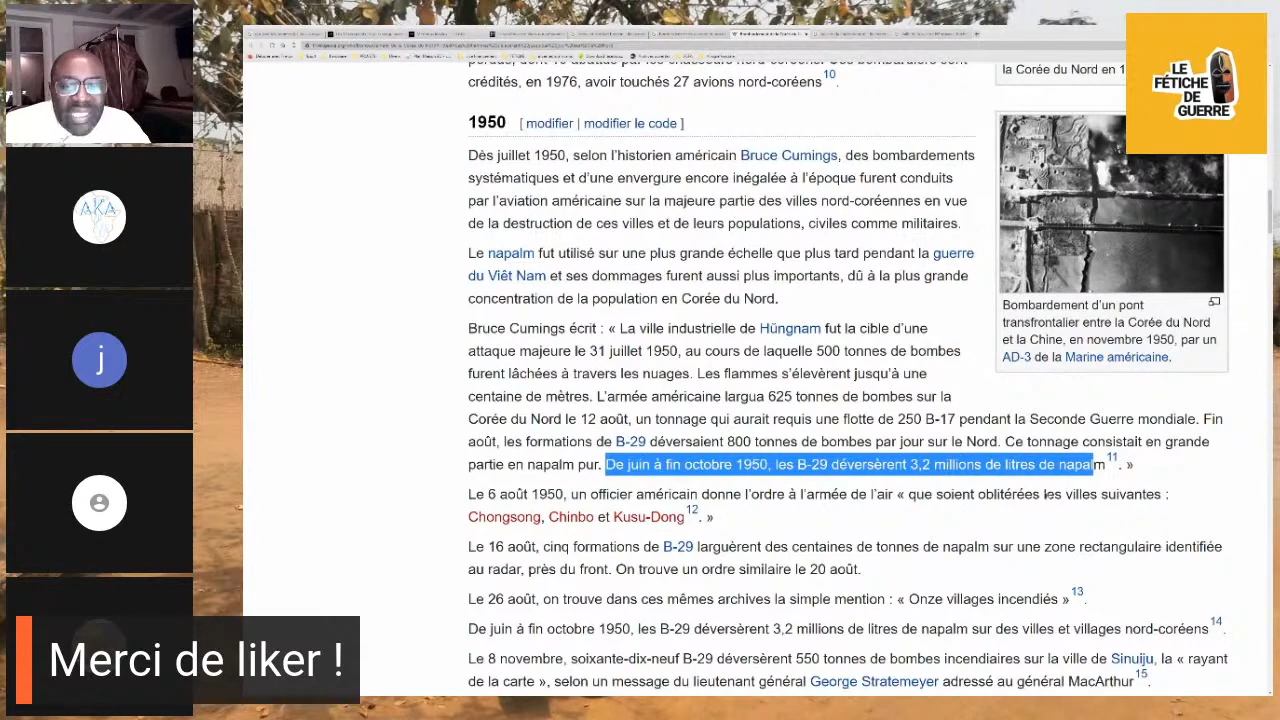 crédités, en 1976, avoir touchés 27 avions nord-coréens 10.
la Corée du Nord en 1
LE
FÉTICHE
DE
GUERRE
1950 [ modifier | modifier le code ]
Dès juillet 1950, selon l'historien américain Bruce Cumings, des bombardements
systématiques et d'une envergure encore inégalée à l'époque furent conduits
par l'aviation américaine sur la majeure partie des villes nord-coréennes en vue
de la destruction de ces villes et de leurs populations, civiles comme militaires.
Le napalm fut utilisé sur une plus grande échelle que plus tard pendant la guerre
du Viêt Nam et ses dommages furent aussi plus importants, dû à la plus grande
concentration de la population en Corée du Nord.
Bombardement d'un pont
transfrontalier entre la Corée du Nord
et la Chine, en novembre 1950, par un
AD-3 de la Marine américaine.
Bruce Cumings écrit : « La ville industrielle de Hŭngnam fut la cible d'une
attaque majeure le 31 juillet 1950, au cours de laquelle 500 tonnes de bombes
furent lâchées à travers les nuages. Les flammes s'élevèrent jusqu'à une
centaine de mètres. L'armée américaine largua 625 tonnes de bombes sur la
Corée du Nord le 12 août, un tonnage qui aurait requis une flotte de 250 B-17 pendant la Seconde Guerre mondiale. Fin
août, les formations de B-29 déversaient 800 tonnes de bombes par jour sur le Nord. Ce tonnage consistait en grande
partie en napalm pur. De juin à fin octobre 1950, les B-29 déversèrent 3,2 millions de litres de napalm 11. »
Le 6 août 1950, un officier américain donne l'ordre à l'armée de l'air « que soient oblitérées les villes suivantes :
Chongsong, Chinbo et Kusu-Dong 12. »
Le 16 août, cinq formations de B-29 larguèrent des centaines de tonnes de napalm sur une zone rectangulaire identifiée
au radar, près du front. On trouve un ordre similaire le 20 août.
Le 26 août, on trouve dans ces mêmes archives la simple mention : « Onze villages incendiés » 13.
De juin à fin octobre 1950, les B-29 déversèrent 3,2 millions de litres de napalm sur des villes et villages nord-coréens 14.
Le 8 novembre, soixante-dix-neuf B-29 déversèrent 550 tonnes de bombes incendiaires sur la ville de Sinuiju, la « rayant
de la carte », selon un message du lieutenant général George Stratemeyer adressé au général MacArthur 15.
AKA
j
Merci de liker !